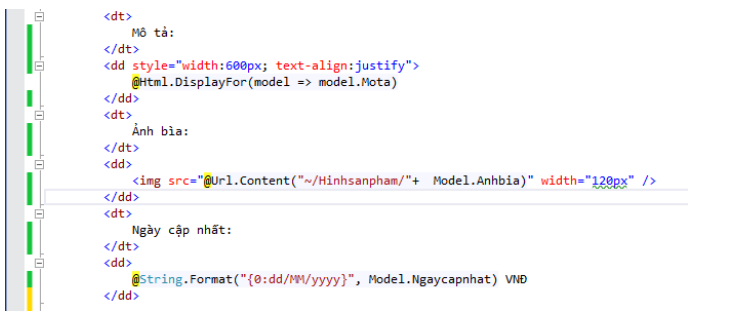 <dt>
Mô tả:
</dt>
<dd style="width:600px; text-align:justify">
@Html.DisplayFor(model => model.Mota)
</dd>
<dt>
Ảnh bìa:
</dt>
<dd>
<img src="@Url.Content("~/Hinhsanpham/"+  Model.Anhbia)" width="120px" />
</dd>
<dt>
Ngày cập nhất:
</dt>
<dd>
@String.Format("{0:dd/MM/yyyy}", Model.Ngaycapnhat) VNĐ
</dd>